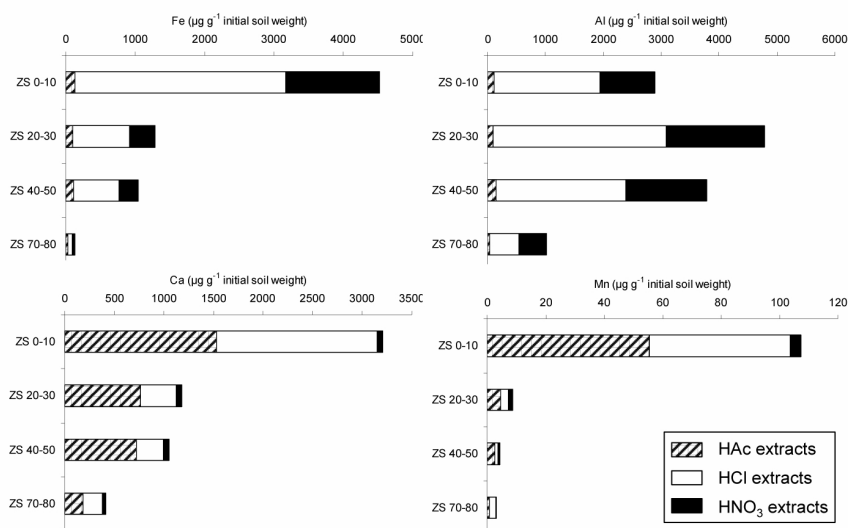 Fe (µg g-1 initial soil weight)
0 1000 2000 3000 4000 5000
ZS 0-10
ZS 20-30
ZS 40-50
ZS 70-80
Al (µg g-1 initial soil weight)
0 1000 2000 3000 4000 5000 6000
ZS 0-10
ZS 20-30
ZS 40-50
ZS 70-80
Ca (µg g-1 initial soil weight)
0 500 1000 1500 2000 2500 3000 3500
ZS 0-10
ZS 20-30
ZS 40-50
ZS 70-80
Mn (µg g-1 initial soil weight)
0 20 40 60 80 100 120
ZS 0-10
ZS 20-30
ZS 40-50
ZS 70-80
HAc extracts
HCl extracts
HNO3 extracts